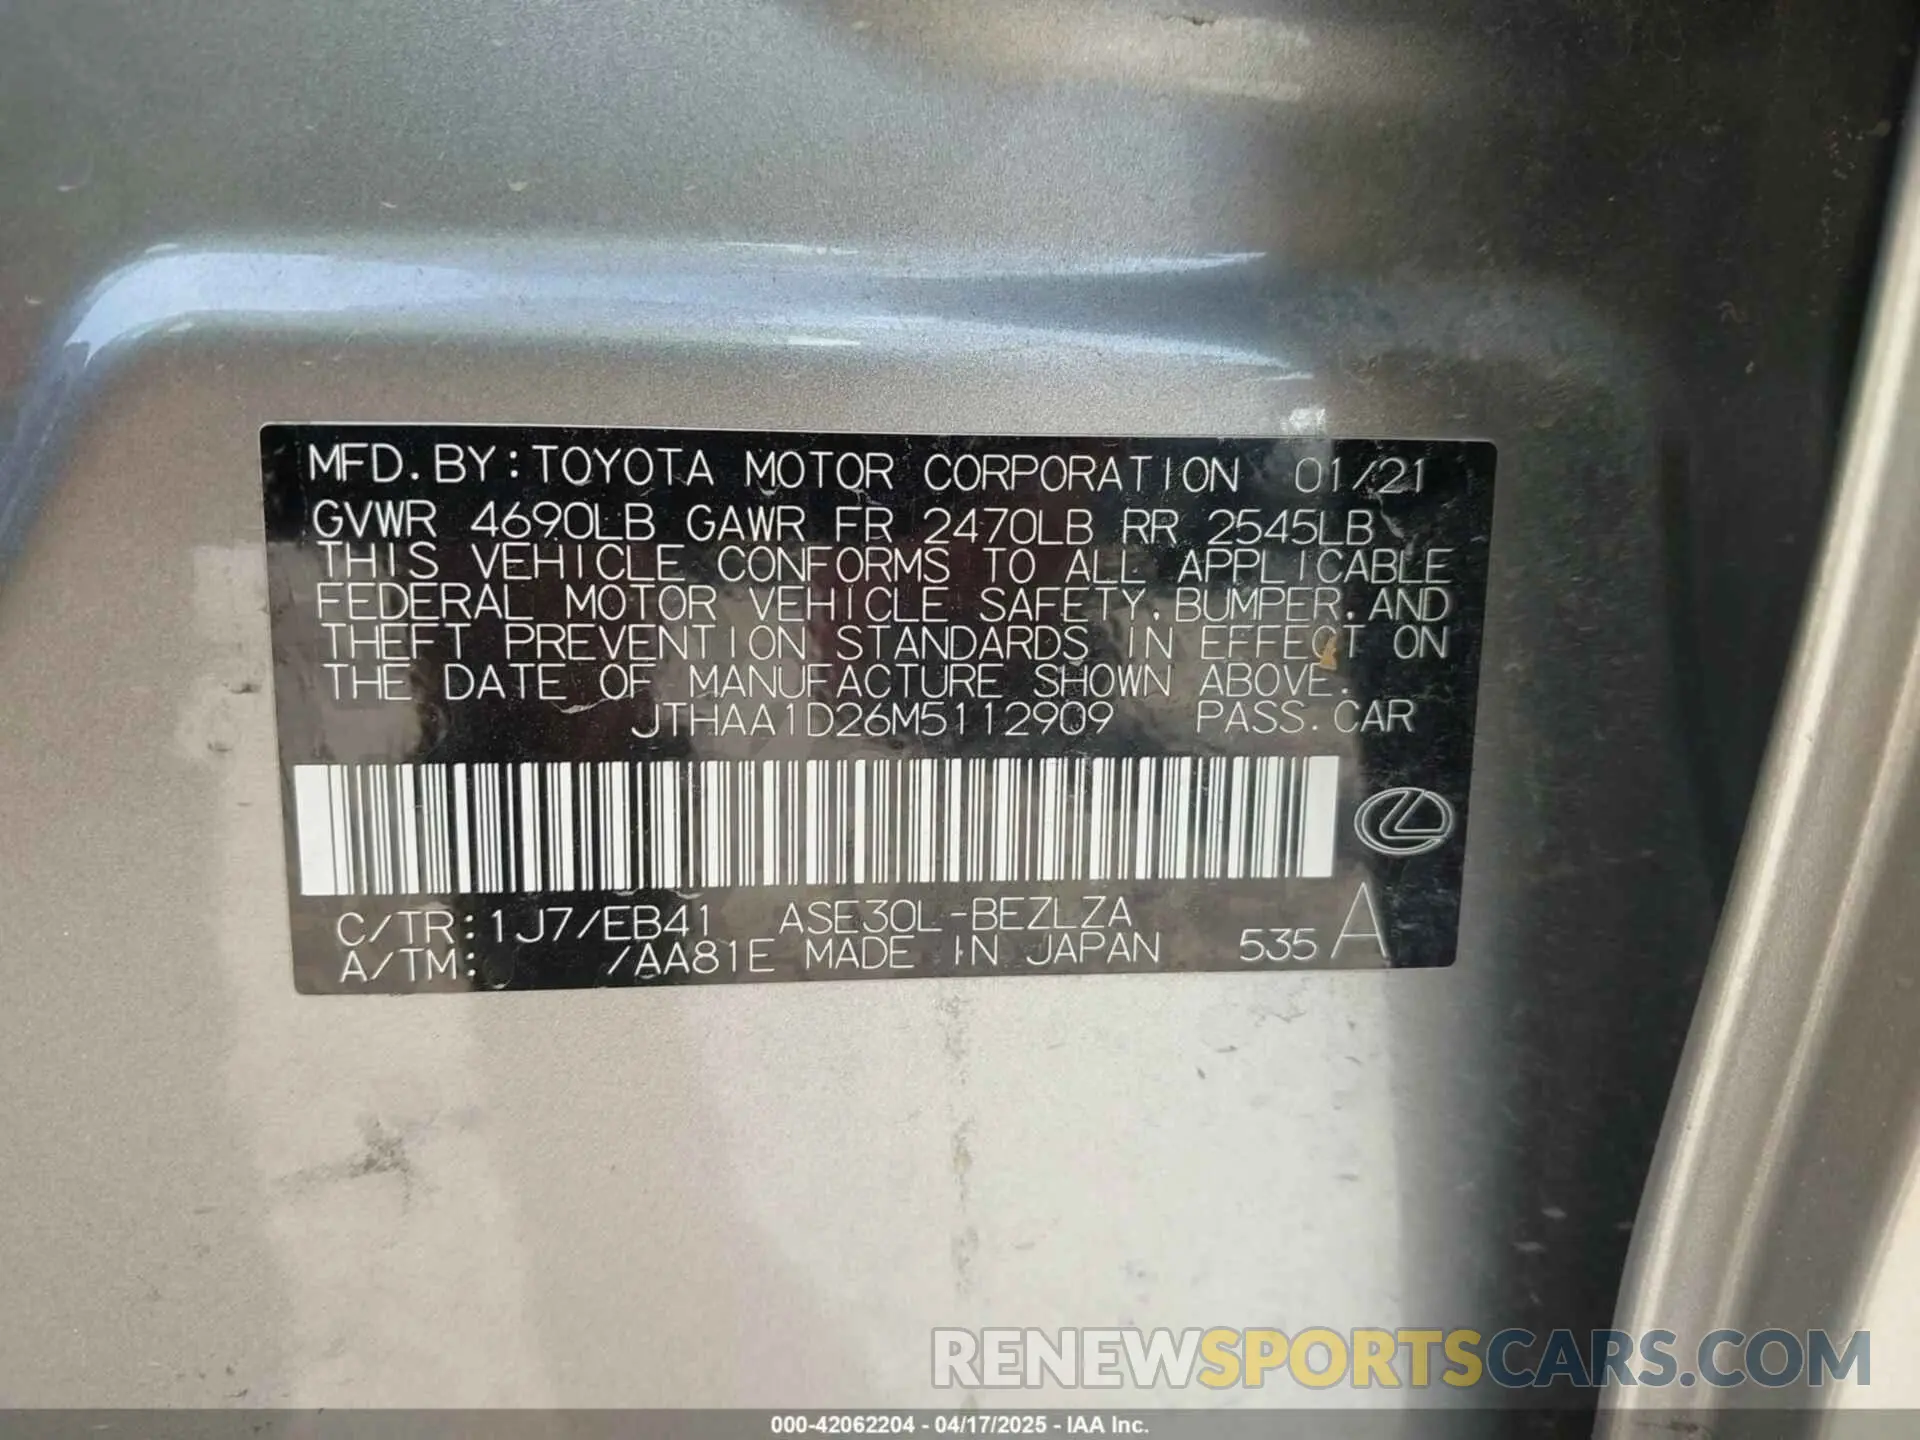 MFD.BY:TOYOTA MOTOR CORPORATION 01/21
GVWR 4690LB GAWR FR 2470LB RR 2545LB
THIS VEHICLE CONFORMS TO ALL APPLICABLE
FEDERAL MOTOR VEHICLE SAFETY,BUMPER,AND
THEFT PREVENTION STANDARDS IN EFFECT ON
THE DATE OF MANUFACTURE SHOWN ABOVE.
JTHAA1D26M5112909 PASS.CAR
C/TR:1J7/EB41 ASE30L-BEZLZA
A/TM: /AA81E MADE IN JAPAN 535 A
RENEWSPORTSCARS.COM
000-42062204 - 04/17/2025 - IAA Inc.